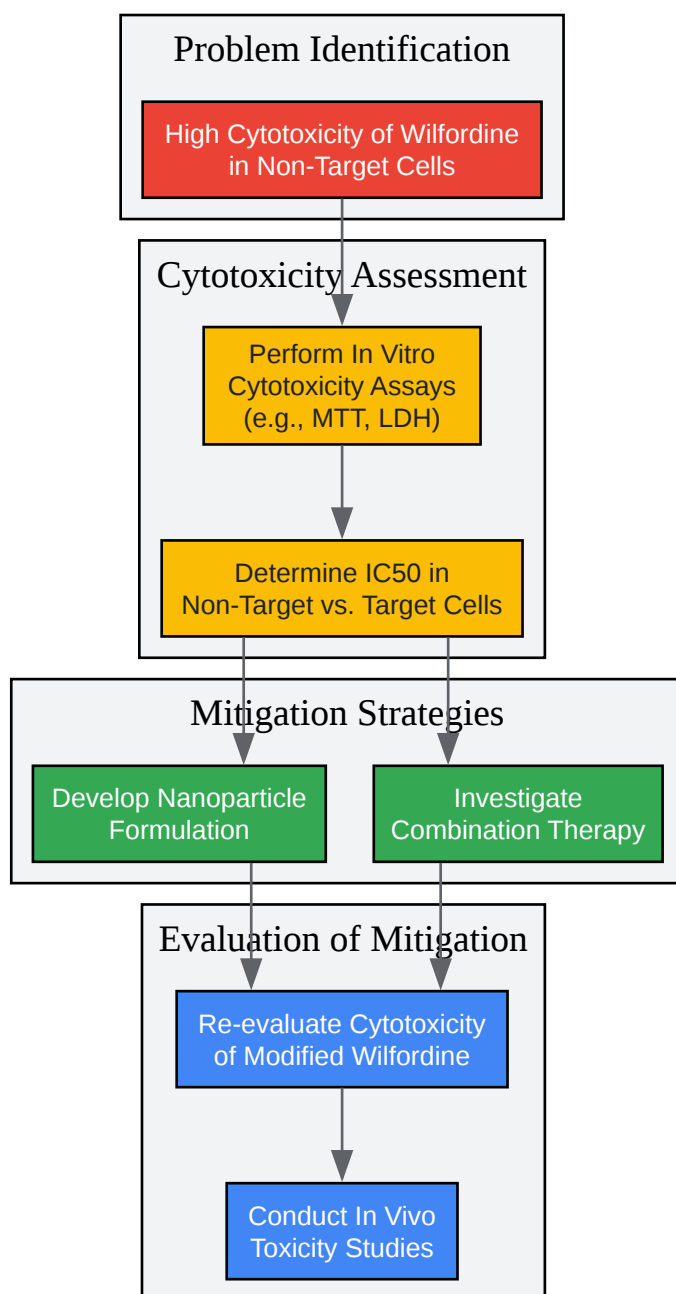 Problem Identification
High Cytotoxicity of Wilfordine
in Non-Target Cells
Cytotoxicity Assessment
Perform In Vitro
Cytotoxicity Assays
(e.g., MTT, LDH)
Determine IC50 in
Non-Target vs. Target Cells
Mitigation Strategies
Develop Nanoparticle
Formulation
Investigate
Combination Therapy
Evaluation of Mitigation
Re-evaluate Cytotoxicity
of Modified Wilfordine
Conduct In Vivo
Toxicity Studies